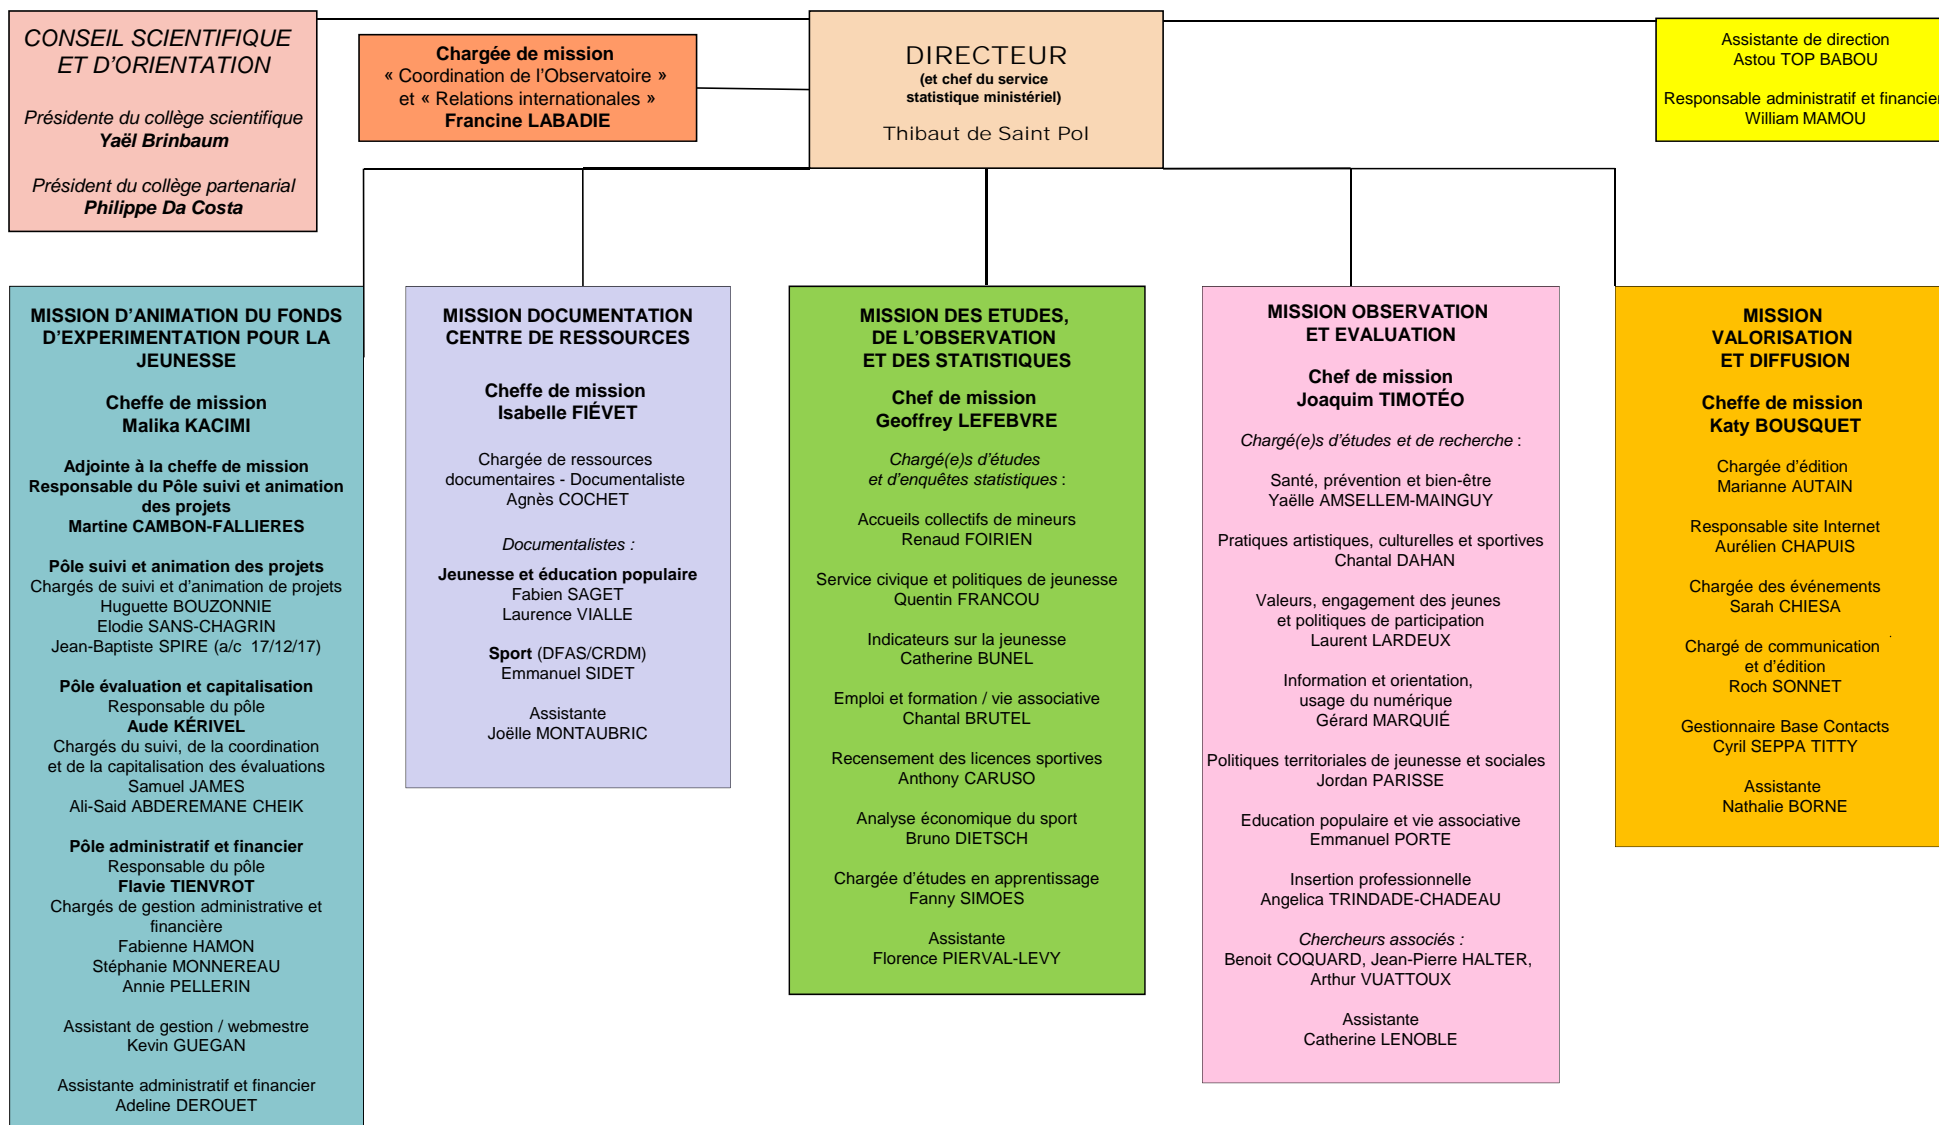 CONSEIL SCIENTIFIQUE
ET D'ORIENTATION
Présidente du collège scientifique
Yaël Brinbaum
Président du collège partenarial
Philippe Da Costa
Chargée de mission
« Coordination de l'Observatoire »
et « Relations internationales »
Francine LABADIE
DIRECTEUR
(et chef du service
statistique ministériel)
Thibaut de Saint Pol
Assistante de direction
Astou TOP BABOU
Responsable administratif et financier
William MAMOU
MISSION D'ANIMATION DU FONDS
D'EXPERIMENTATION POUR LA
JEUNESSE
Cheffe de mission
Malika KACIMI
Adjointe à la cheffe de mission
Responsable du Pôle suivi et animation
des projets
Martine CAMBON-FALLIERES
Pôle suivi et animation des projets
Chargés de suivi et d'animation de projets
Huguette BOUZONNIE
Elodie SANS-CHAGRIN
Jean-Baptiste SPIRE (a/c 17/12/17)
Pôle évaluation et capitalisation
Responsable du pôle
Aude KÉRIVEL
Chargés du suivi, de la coordination
et de la capitalisation des évaluations
Samuel JAMES
Ali-Said ABDEREMANE CHEIK
Pôle administratif et financier
Responsable du pôle
Flavie TIENVROT
Chargés de gestion administrative et
financière
Fabienne HAMON
Stéphanie MONNEREAU
Annie PELLERIN
Assistant de gestion / webmestre
Kevin GUEGAN
Assistante administratif et financier
Adeline DEROUET
MISSION DOCUMENTATION
CENTRE DE RESSOURCES
Cheffe de mission
Isabelle FIÉVET
Chargée de ressources
documentaires - Documentaliste
Agnès COCHET
Documentalistes :
Jeunesse et éducation populaire
Fabien SAGET
Laurence VIALLE
Sport (DFAS/CRDM)
Emmanuel SIDET
Assistante
Joëlle MONTAUBRIC
MISSION DES ETUDES,
DE L'OBSERVATION
ET DES STATISTIQUES
Chef de mission
Geoffrey LEFEBVRE
Chargé(e)s d'études
et d'enquêtes statistiques :
Accueils collectifs de mineurs
Renaud FOIRIEN
Service civique et politiques de jeunesse
Quentin FRANCOU
Indicateurs sur la jeunesse
Catherine BUNEL
Emploi et formation / vie associative
Chantal BRUTEL
Recensement des licences sportives
Anthony CARUSO
Analyse économique du sport
Bruno DIETSCH
Chargée d'études en apprentissage
Fanny SIMOES
Assistante
Florence PIERVAL-LEVY
MISSION OBSERVATION
ET EVALUATION
Chef de mission
Joaquim TIMOTÉO
Chargé(e)s d'études et de recherche :
Santé, prévention et bien-être
Yaëlle AMSELLEM-MAINGUY
Pratiques artistiques, culturelles et sportives
Chantal DAHAN
Valeurs, engagement des jeunes
et politiques de participation
Laurent LARDEUX
Information et orientation,
usage du numérique
Gérard MARQUIÉ
Politiques territoriales de jeunesse et sociales
Jordan PARISSE
Education populaire et vie associative
Emmanuel PORTE
Insertion professionnelle
Angelica TRINDADE-CHADEAU
Chercheurs associés :
Benoit COQUARD, Jean-Pierre HALTER,
Arthur VUATTOUX
Assistante
Catherine LENOBLE
MISSION
VALORISATION
ET DIFFUSION
Cheffe de mission
Katy BOUSQUET
Chargée d'édition
Marianne AUTAIN
Responsable site Internet
Aurélien CHAPUIS
Chargée des événements
Sarah CHIESA
Chargé de communication
et d'édition
Roch SONNET
Gestionnaire Base Contacts
Cyril SEPPA TITTY
Assistante
Nathalie BORNE